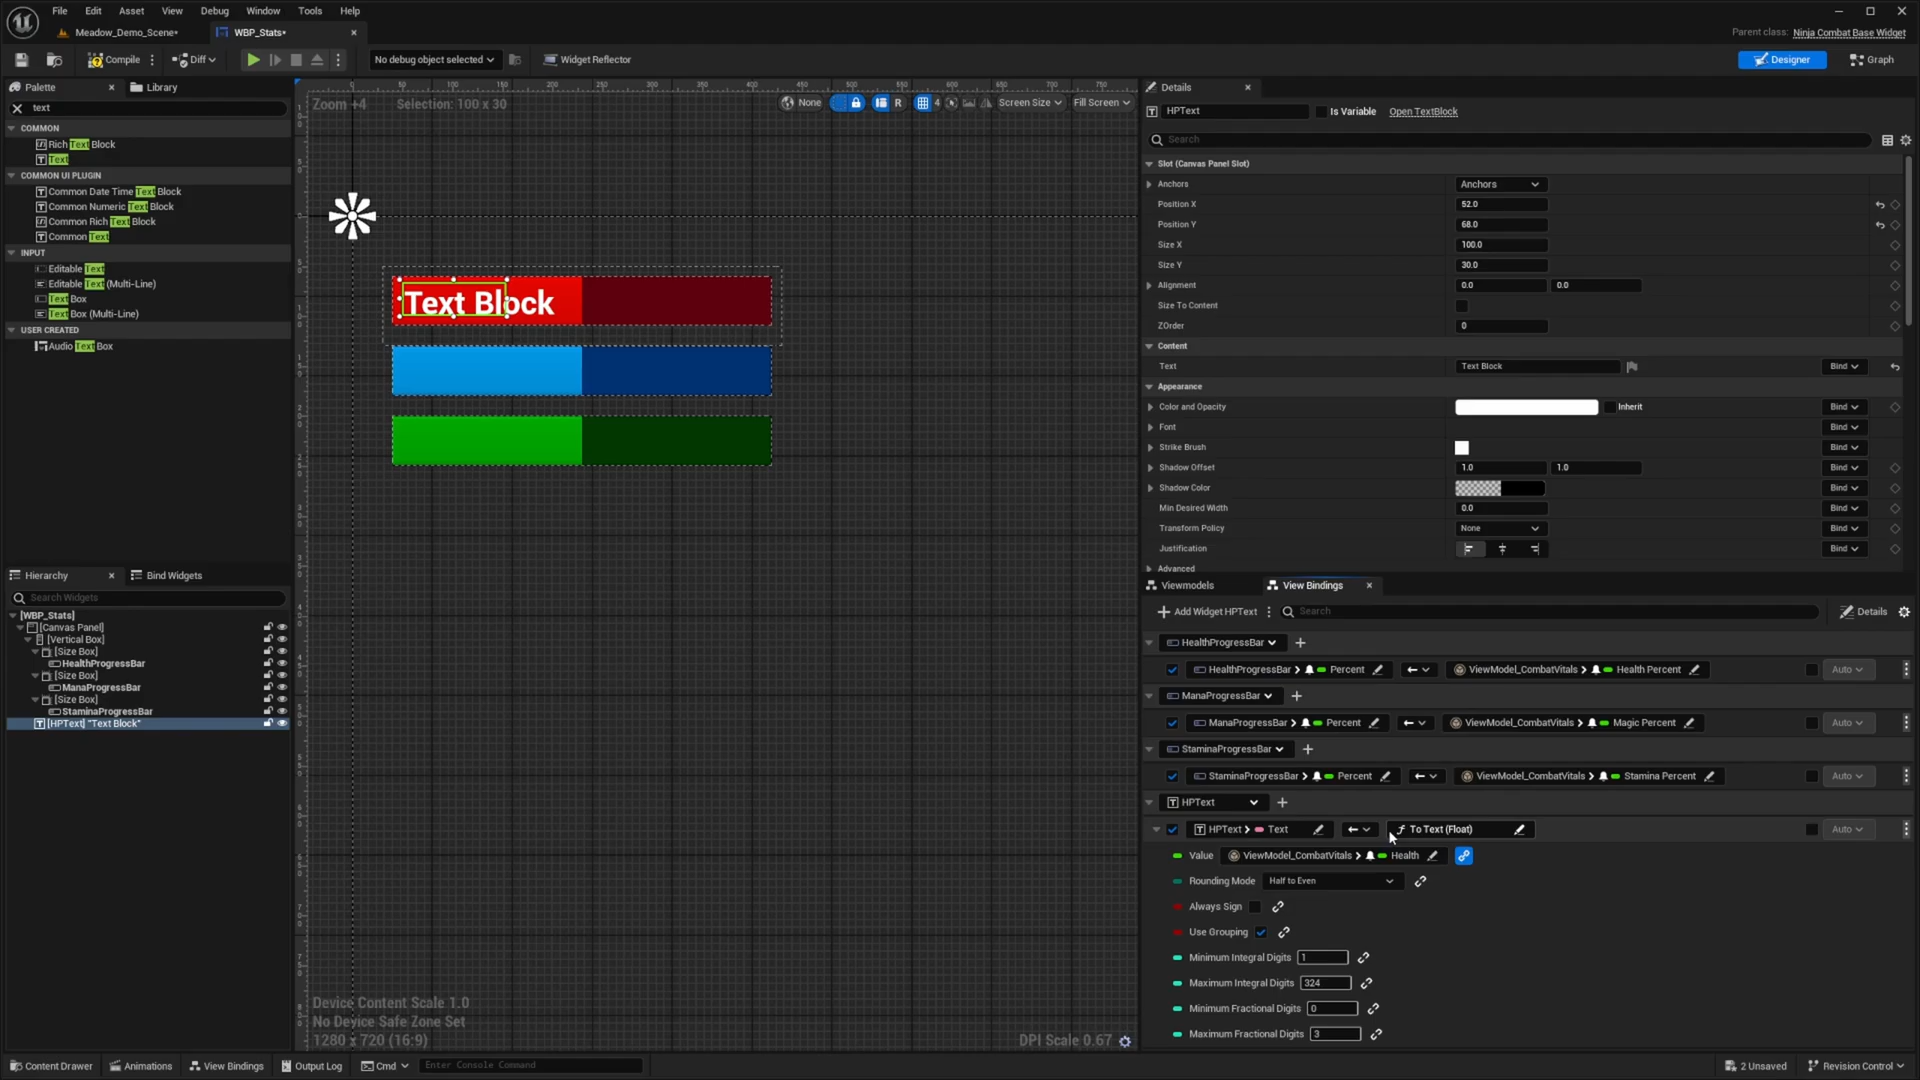 File Edit Asset View Debug Window Tools Help
Meadow_Demo_Scene* WBP_Stats* Parent class: Ninja Combat Base Widget
Compile Diff No debug object selected Widget Reflector Designer Graph
Palette Library
text
COMMON
Rich Text Block
Text
COMMON UI PLUGIN
Common Date Time Text Block
Common Numeric Text Block
Common Rich Text Block
Common Text
INPUT
Editable Text
Editable Text (Multi-Line)
Text Box
Text Box (Multi-Line)
USER CREATED
Audio Text Box
Hierarchy Bind Widgets
Search Widgets
[WBP_Stats]
[Canvas Panel]
[Vertical Box]
[Size Box]
HealthProgressBar
[Size Box]
ManaProgressBar
[Size Box]
StaminaProgressBar
[HPText] "Text Block"
Zoom +4 Selection: 100 x 30 None R 4 Screen Size Fill Screen
Text Block
Device Content Scale 1.0
No Device Safe Zone Set
1280 x 720 (16:9) DPI Scale 0.67
Details
HPText Is Variable Open TextBlock
Search
Slot (Canvas Panel Slot)
Anchors Anchors
Position X 52.0
Position Y 68.0
Size X 100.0
Size Y 30.0
Alignment 0.0 0.0
Size To Content
ZOrder 0
Content
Text Text Block Bind
Appearance
Color and Opacity Inherit Bind
Font Bind
Strike Brush Bind
Shadow Offset 1.0 1.0 Bind
Shadow Color Bind
Min Desired Width 0.0 Bind
Transform Policy None Bind
Justification Bind
Advanced
Viewmodels View Bindings
Add Widget HPText Search Details
HealthProgressBar
HealthProgressBar Percent ViewModel_CombatVitals Health Percent Auto
ManaProgressBar
ManaProgressBar Percent ViewModel_CombatVitals Magic Percent Auto
StaminaProgressBar
StaminaProgressBar Percent ViewModel_CombatVitals Stamina Percent Auto
HPText
HPText Text To Text (Float) Auto
Value ViewModel_CombatVitals Health
Rounding Mode Half to Even
Always Sign
Use Grouping
Minimum Integral Digits 1
Maximum Integral Digits 324
Minimum Fractional Digits 0
Maximum Fractional Digits 3
Content Drawer Animations View Bindings Output Log Cmd Enter Console Command 2 Unsaved Revision Control